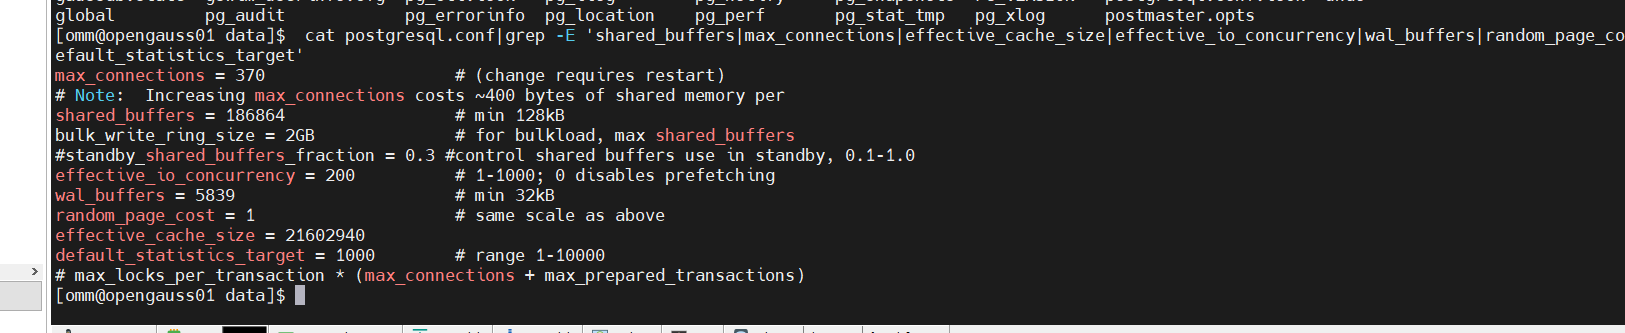 global         pg_audit            pg_errorinfo  pg_location    pg_perf       pg_stat_tmp   pg_xlog      postmaster.opts
[omm@opengauss01 data]$  cat postgresql.conf|grep -E 'shared_buffers|max_connections|effective_cache_size|effective_io_concurrency|wal_buffers|random_page_co
efault_statistics_target'
max_connections = 370                   # (change requires restart)
# Note:  Increasing max_connections costs ~400 bytes of shared memory per
shared_buffers = 186864                 # min 128kB
bulk_write_ring_size = 2GB              # for bulkload, max shared_buffers
#standby_shared_buffers_fraction = 0.3 #control shared buffers use in standby, 0.1-1.0
effective_io_concurrency = 200          # 1-1000; 0 disables prefetching
wal_buffers = 5839                      # min 32kB
random_page_cost = 1                    # same scale as above
effective_cache_size = 21602940
default_statistics_target = 1000        # range 1-10000
# max_locks_per_transaction * (max_connections + max_prepared_transactions)
[omm@opengauss01 data]$